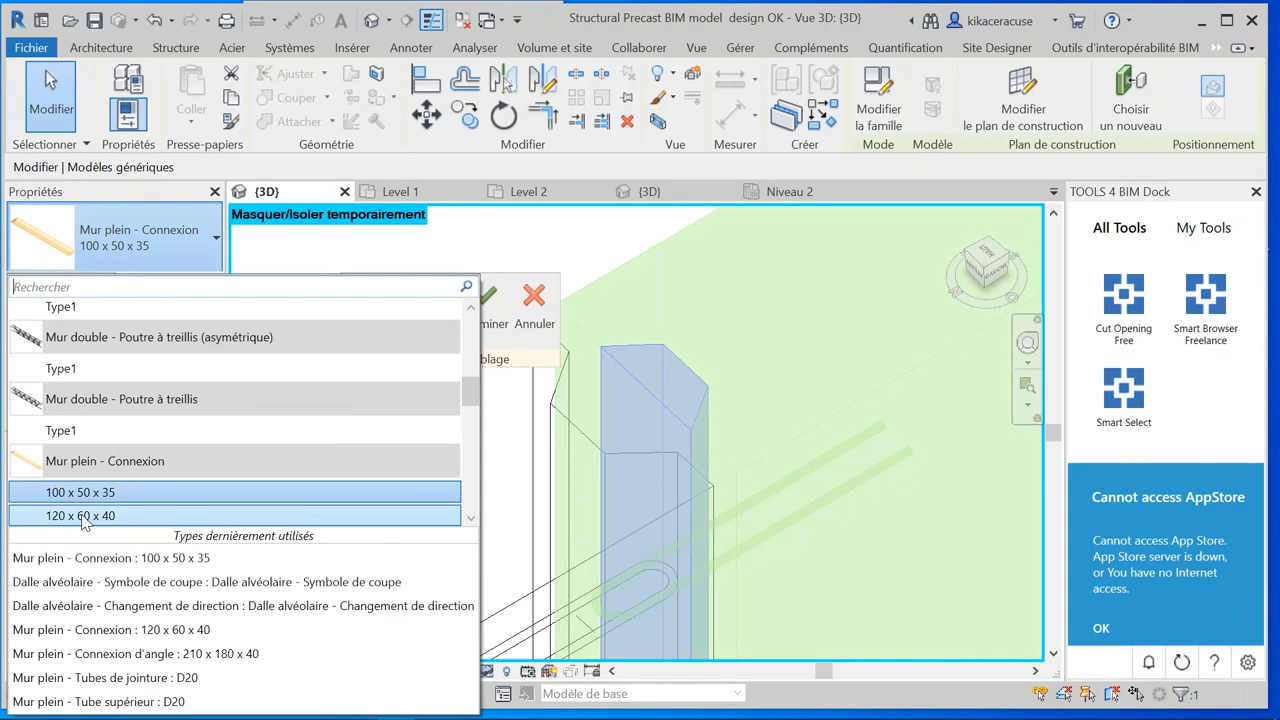 Structural Precast BIM model design OK - Vue 3D: {3D}
kikaceracuse
Fichier Architecture Structure Acier Systèmes Insérer Annoter Analyser Volume et site Collaborer Vue Gérer Compléments Quantification Site Designer Outils d'interopérabilité BIM
Modifier
Coller
Ajuster
Couper
Attacher
Modifier
la famille
Modifier
le plan de construction
Choisir
un nouveau
Sélectionner Propriétés Presse-papiers Géométrie Modifier Vue Mesurer Créer Mode Modèle Plan de construction Positionnement
Modifier | Modèles génériques
Propriétés
{3D} Level 1 Level 2 {3D} Niveau 2
TOOLS 4 BIM Dock
Masquer/Isoler temporairement
Mur plein - Connexion
100 x 50 x 35
All Tools My Tools
Rechercher
Type1
Mur double - Poutre à treillis (asymétrique)
Type1
Mur double - Poutre à treillis
Type1
Mur plein - Connexion
100 x 50 x 35
120 x 60 x 40
Types dernièrement utilisés
Mur plein - Connexion : 100 x 50 x 35
Dalle alvéolaire - Symbole de coupe : Dalle alvéolaire - Symbole de coupe
Dalle alvéolaire - Changement de direction : Dalle alvéolaire - Changement de direction
Mur plein - Connexion : 120 x 60 x 40
Mur plein - Connexion d'angle : 210 x 180 x 40
Mur plein - Tubes de jointure : D20
Mur plein - Tube supérieur : D20
miner Annuler
blage
Cut Opening
Free
Smart Browser
Freelance
Smart Select
Cannot access AppStore
Cannot access App Store.
App Store server is down,
or You have no Internet
access.
OK
Modèle de base
:1